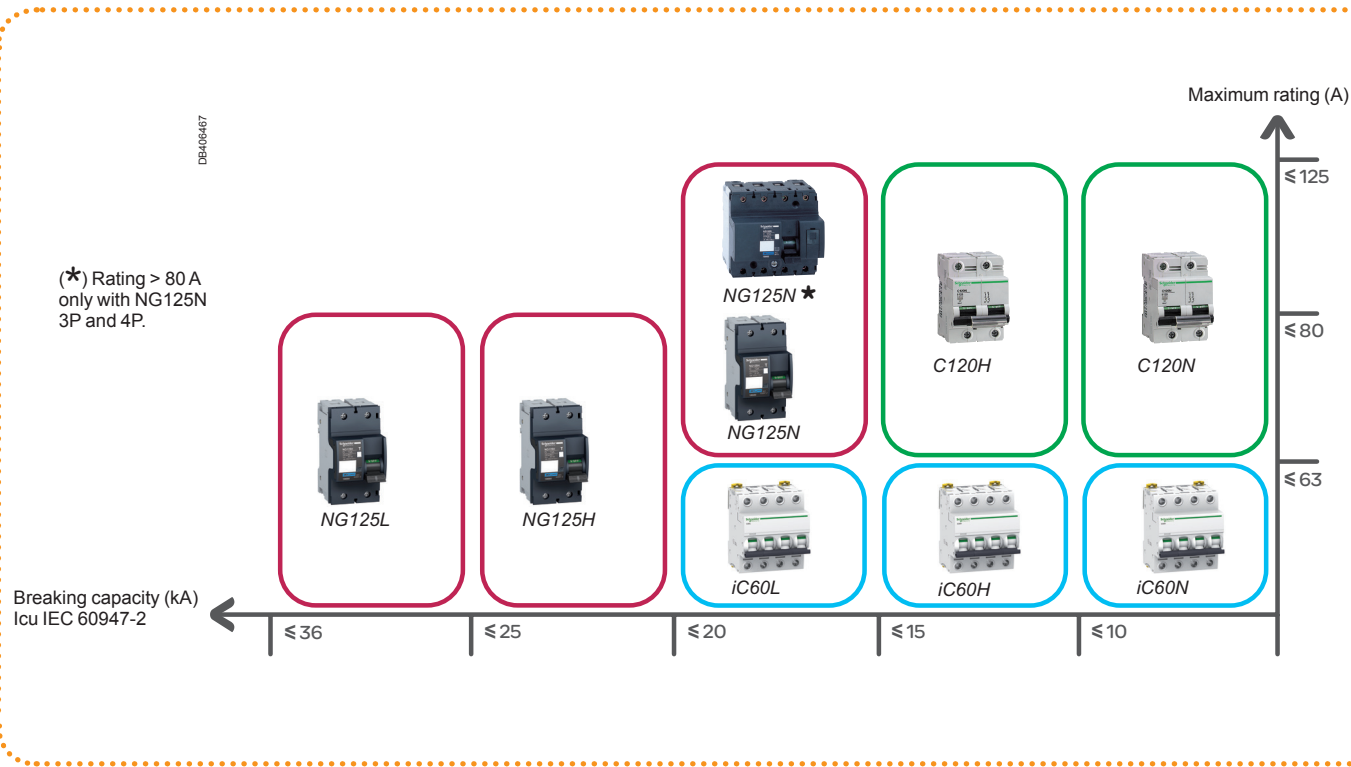 Maximum rating (A)
DB406467
≤ 125
(★) Rating > 80 A
only with NG125N
3P and 4P.
NG125N ★
C120H
C120N
≤ 80
NG125N
≤ 63
NG125L
NG125H
iC60L
iC60H
iC60N
Breaking capacity (kA)
Icu IEC 60947-2
≤ 36
≤ 25
≤ 20
≤ 15
≤ 10